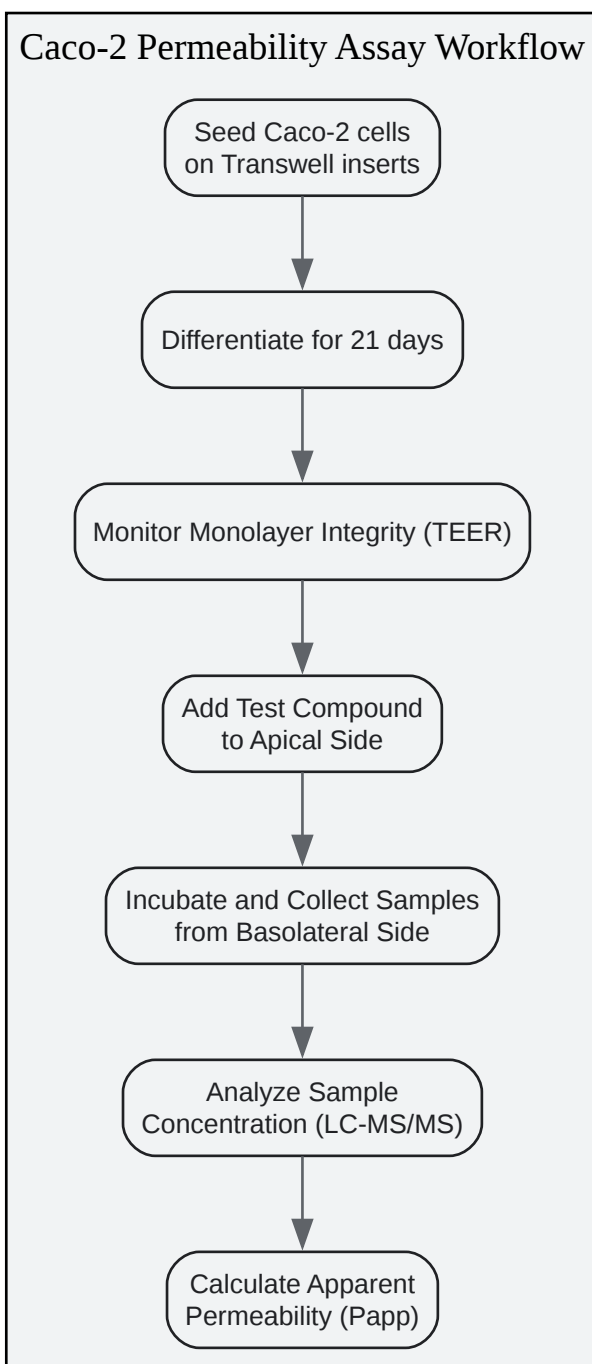 Caco-2 Permeability Assay Workflow
Seed Caco-2 cells
on Transwell inserts
Differentiate for 21 days
Monitor Monolayer Integrity (TEER)
Add Test Compound
to Apical Side
Incubate and Collect Samples
from Basolateral Side
Analyze Sample
Concentration (LC-MS/MS)
Calculate Apparent
Permeability (Papp)